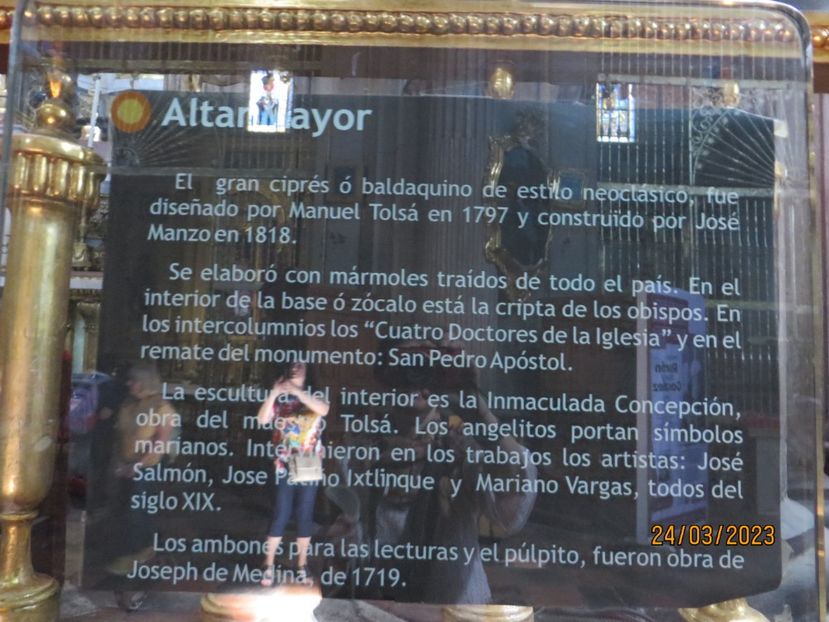 Altar Mayor
El gran ciprés ó baldaquino de estilo neoclásico, fue
diseñado por Manuel Tolsá en 1797 y construido por José
Manzo en 1818.
Se elaboró con mármoles traídos de todo el país. En el
interior de la base ó zócalo está la cripta de los obispos. En
los intercolumnios los “Cuatro Doctores de la Iglesia” y en el
remate del monumento: San Pedro Apóstol.
La escultura del interior es la Inmaculada Concepción,
obra del maestro Tolsá. Los angelitos portan símbolos
marianos. Intervinieron en los trabajos los artistas: José
Salmón, Jose Patiño Ixtlinque y Mariano Vargas, todos del
siglo XIX.
Los ambones para las lecturas y el púlpito, fueron obra de
Joseph de Medina, de 1719.
24/03/2023